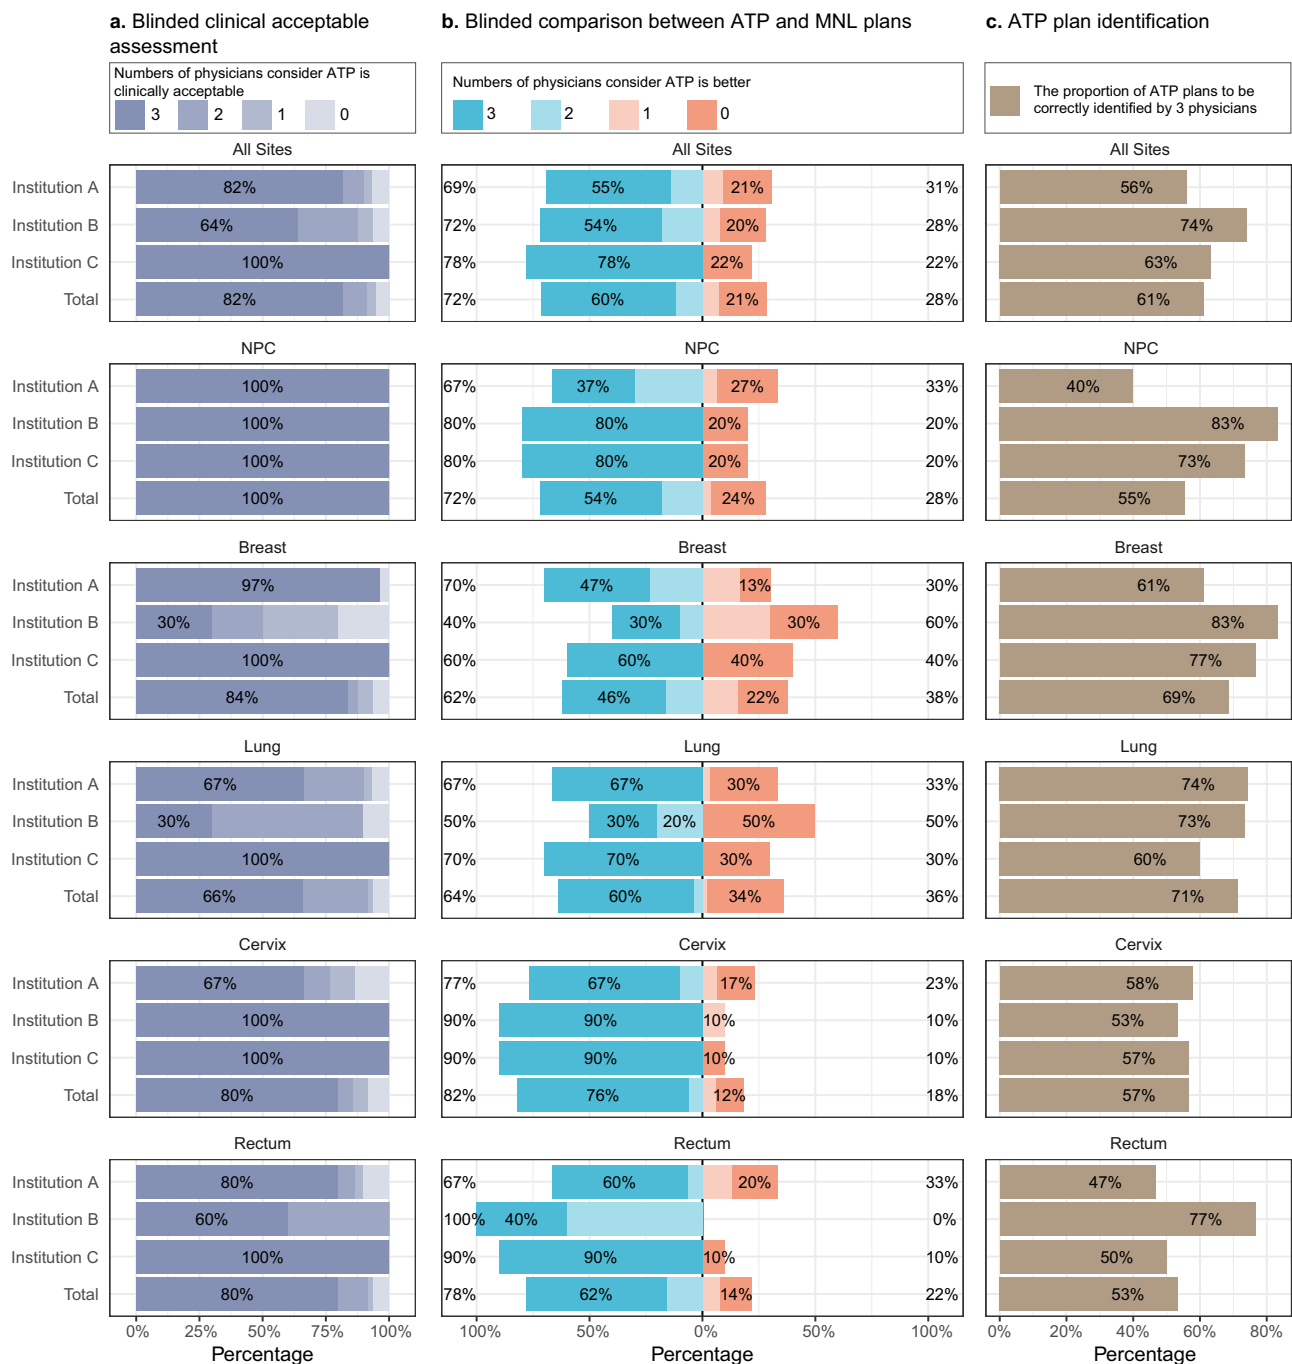 a. Blinded clinical acceptable
assessment
Numbers of physicians consider ATP is
clinically acceptable
3 2 1 0
b. Blinded comparison between ATP and MNL plans
Numbers of physicians consider ATP is better
3 2 1 0
c. ATP plan identification
The proportion of ATP plans to be
correctly identified by 3 physicians
All Sites All Sites All Sites
Institution A 82% 69% 55% 21% 31% 56%
Institution B 64% 72% 54% 20% 28% 74%
Institution C 100% 78% 78% 22% 22% 63%
Total 82% 72% 60% 21% 28% 61%
NPC NPC NPC
Institution A 100% 67% 37% 27% 33% 40%
Institution B 100% 80% 80% 20% 20% 83%
Institution C 100% 80% 80% 20% 20% 73%
Total 100% 72% 54% 24% 28% 55%
Breast Breast Breast
Institution A 97% 70% 47% 13% 30% 61%
Institution B 30% 40% 30% 30% 60% 83%
Institution C 100% 60% 60% 40% 40% 77%
Total 84% 62% 46% 22% 38% 69%
Lung Lung Lung
Institution A 67% 67% 67% 30% 33% 74%
Institution B 30% 50% 30% 20% 50% 50% 73%
Institution C 100% 70% 70% 30% 30% 60%
Total 66% 64% 60% 34% 36% 71%
Cervix Cervix Cervix
Institution A 67% 77% 67% 17% 23% 58%
Institution B 100% 90% 90% 10% 10% 53%
Institution C 100% 90% 90% 10% 10% 57%
Total 80% 82% 76% 12% 18% 57%
Rectum Rectum Rectum
Institution A 80% 67% 60% 20% 33% 47%
Institution B 60% 100% 40% 0% 77%
Institution C 100% 90% 90% 10% 10% 50%
Total 80% 78% 62% 14% 22% 53%
0% 25% 50% 75% 100% 100% 50% 0% 50% 100% 0% 20% 40% 60% 80%
Percentage Percentage Percentage